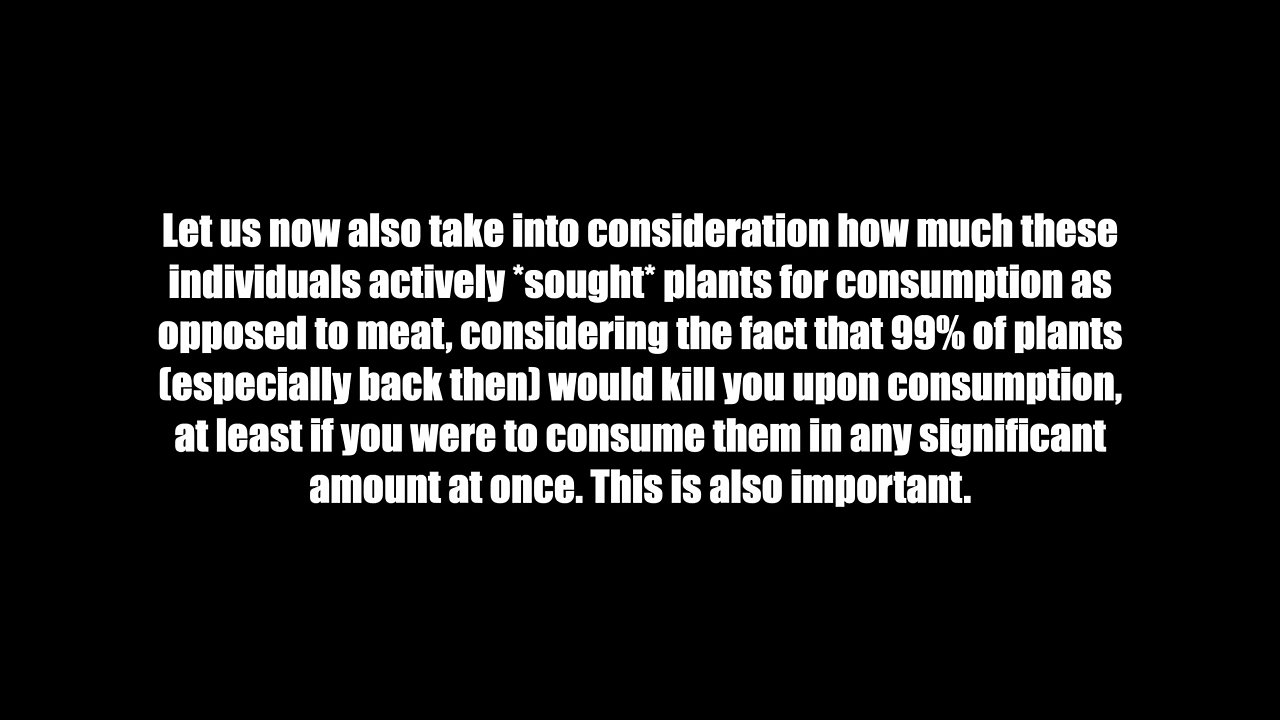 Let us now also take into consideration how much these
individuals actively *sought* plants for consumption as
opposed to meat, considering the fact that 99% of plants
(especially back then) would kill you upon consumption,
at least if you were to consume them in any significant
amount at once. This is also important.